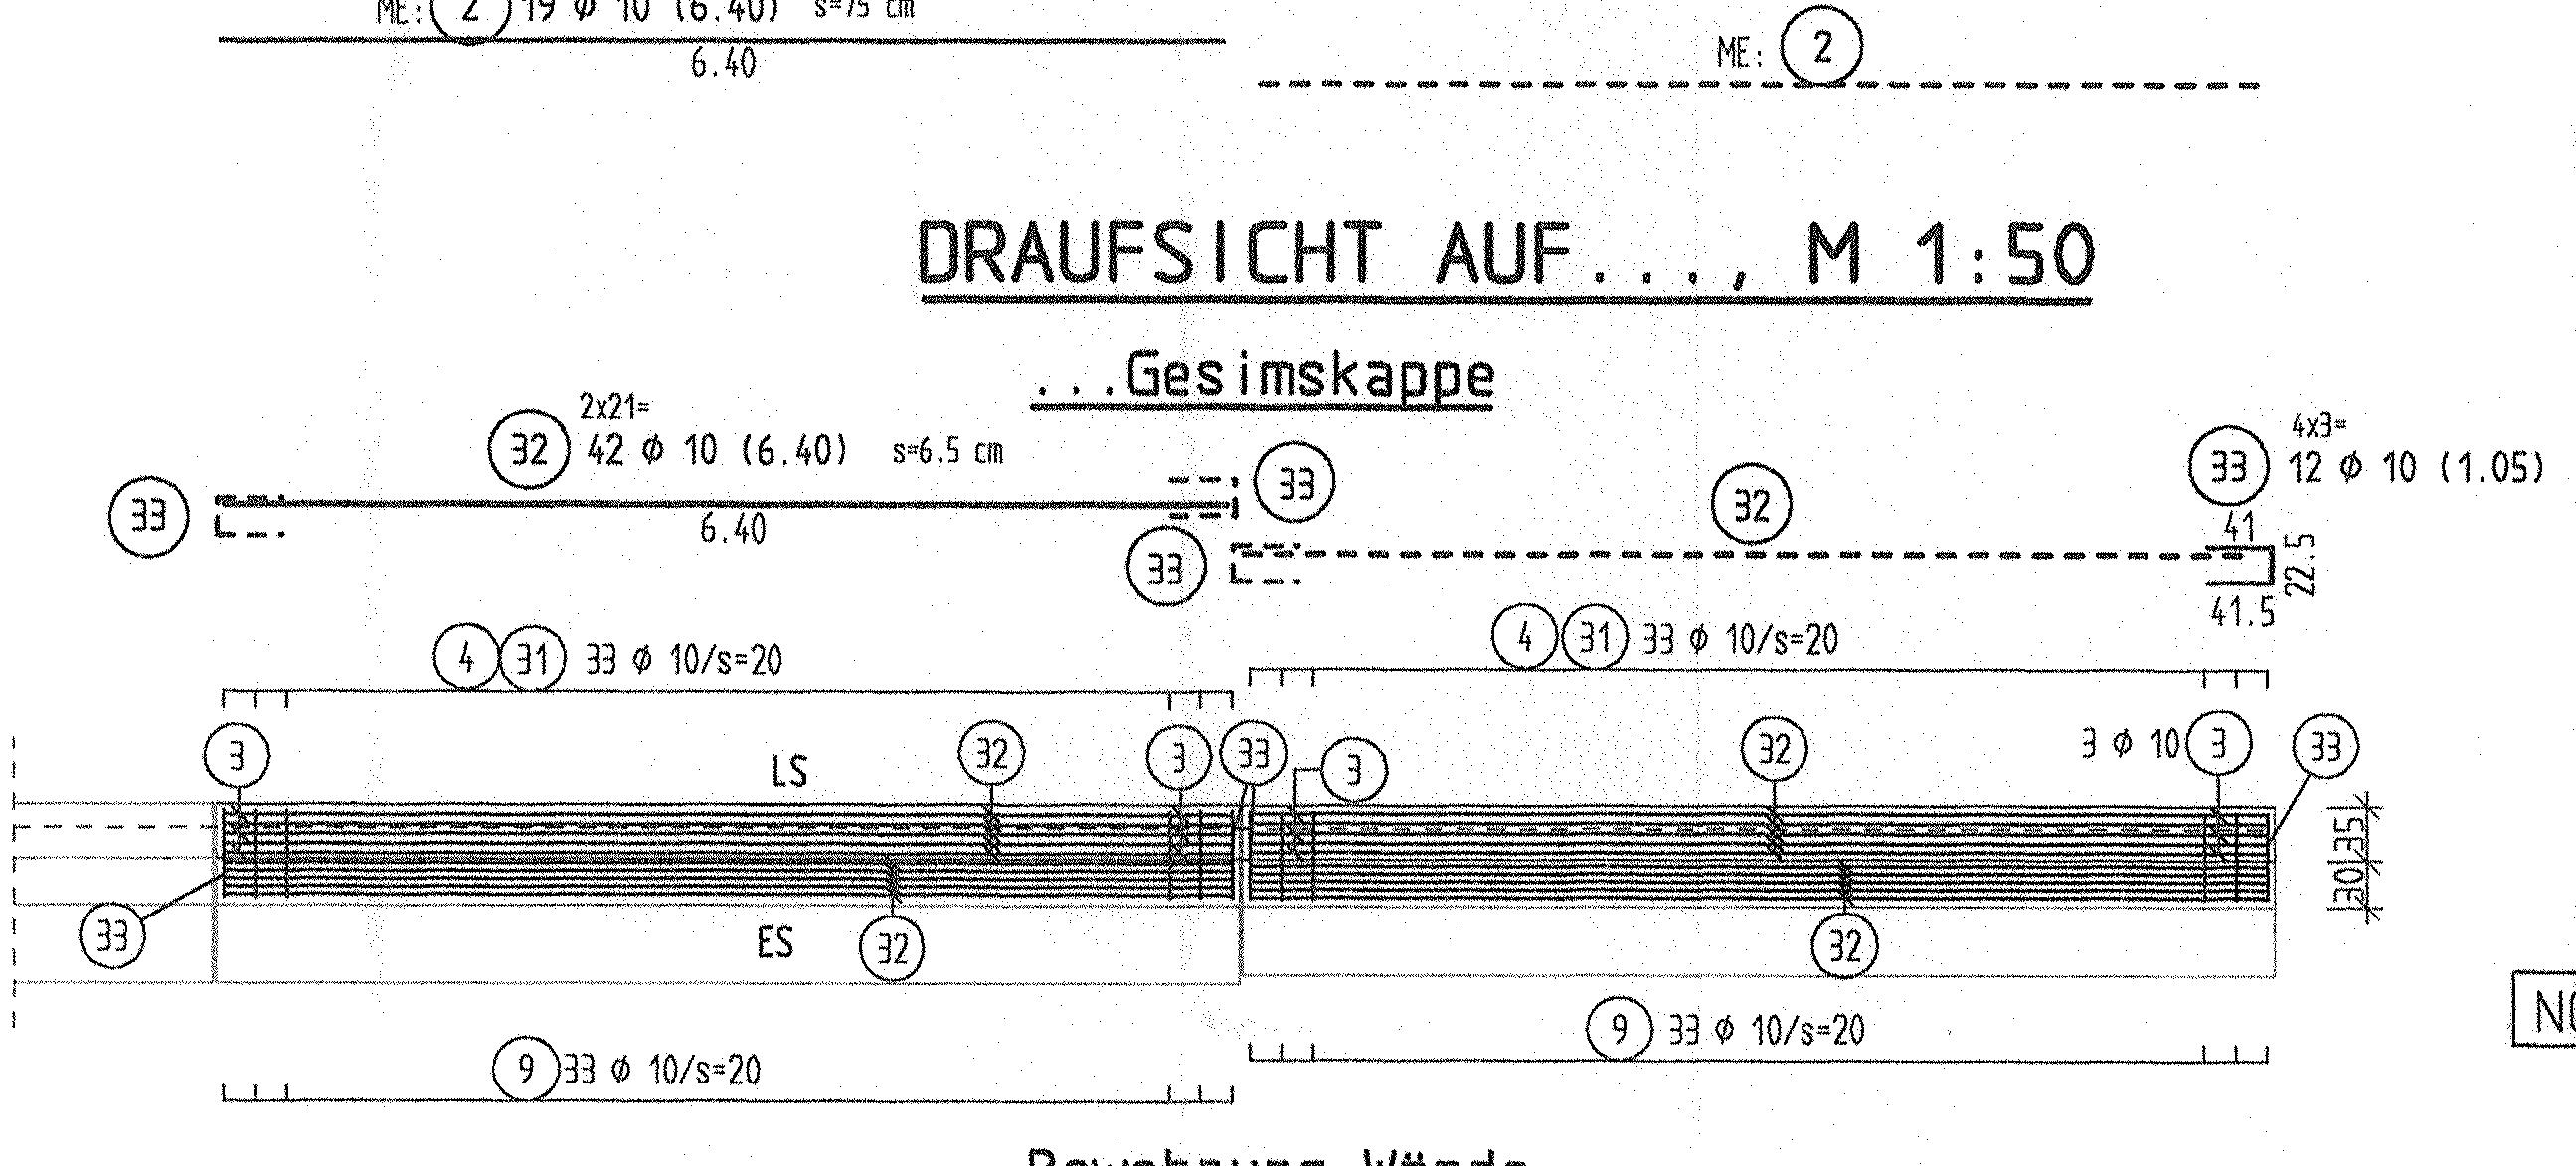 ME: 2 19 ϕ 10 (6.40) s=75 cm
6.40
ME: 2
DRAUFSICHT AUF..., M 1:50
...Gesimskappe
2x21=
32 42 ϕ 10 (6.40) s=6.5 cm
6.40
33
33
33
32
4x3=
33 12 ϕ 10 (1.05)
41
22.5
41.5
4 31 33 ϕ 10/s=20
4 31 33 ϕ 10/s=20
3
LS
32
3
33
3
32
3 ϕ 10 3
33
35
30
33
ES
32
32
9 33 ϕ 10/s=20
9 33 ϕ 10/s=20
Bewehrung Wände